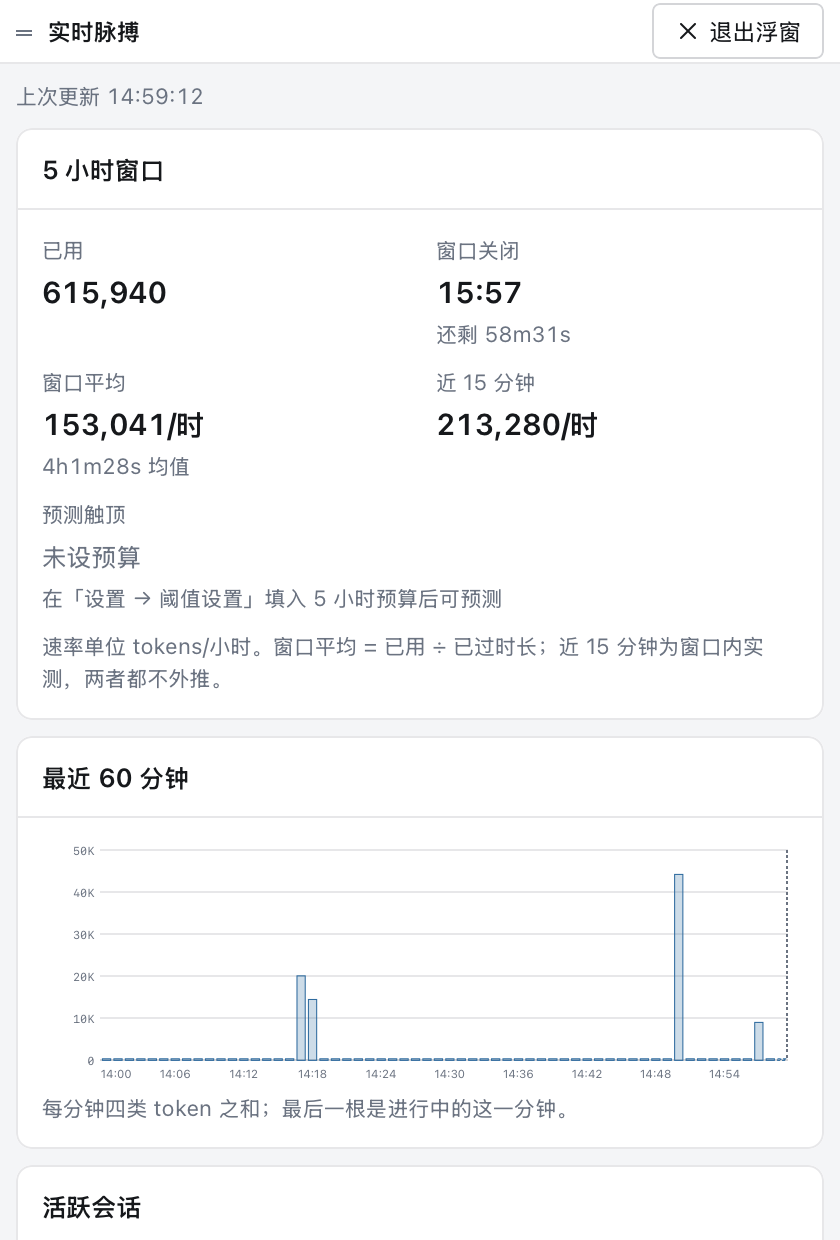 实时脉搏
退出浮窗
上次更新 14:59:12
5 小时窗口
已用
窗口关闭
615,940
15:57
还剩 58m31s
窗口平均
近 15 分钟
153,041/时
213,280/时
4h1m28s 均值
预测触顶
未设预算
在「设置 → 阈值设置」填入 5 小时预算后可预测
速率单位 tokens/小时。窗口平均 = 已用 ÷ 已过时长；近 15 分钟为窗口内实
测，两者都不外推。
最近 60 分钟
50K
40K
30K
20K
10K
0
14:00 14:06 14:12 14:18 14:24 14:30 14:36 14:42 14:48 14:54
每分钟四类 token 之和；最后一根是进行中的这一分钟。
活跃会话